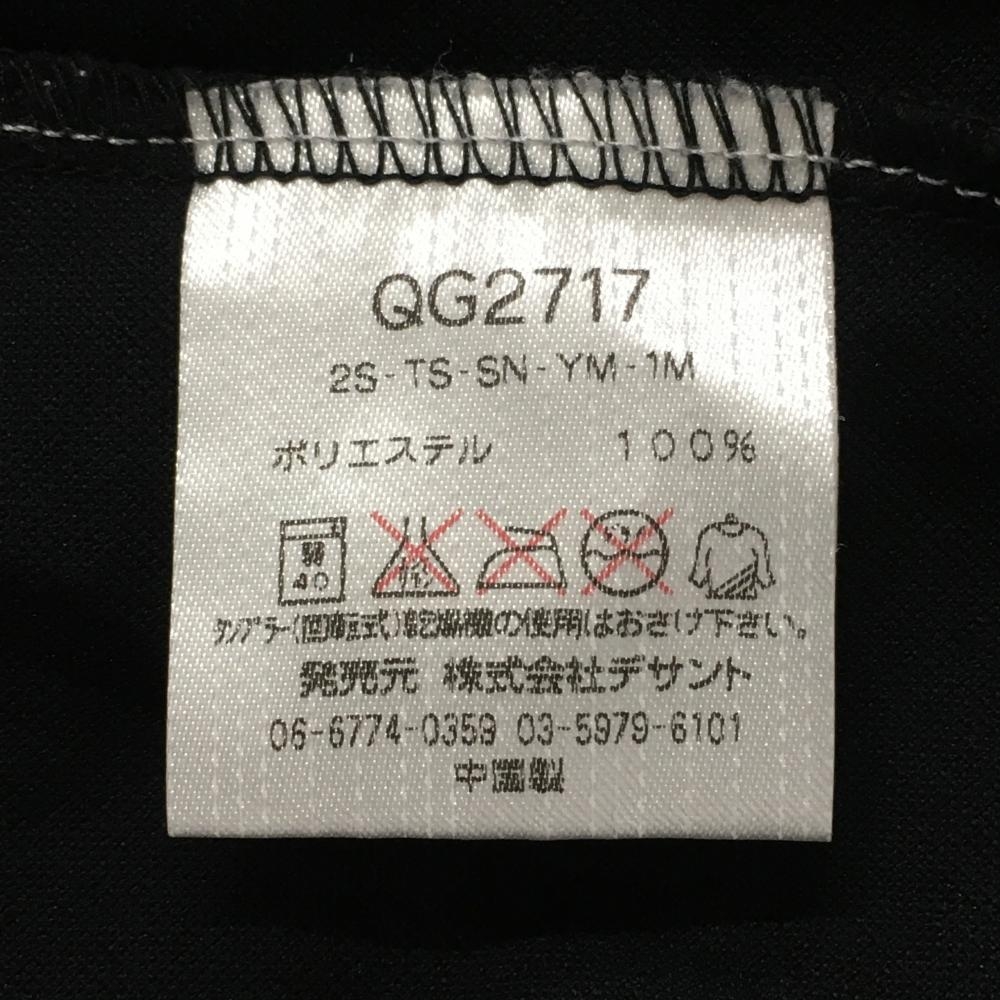 QG2717
2S-TS-SN-YM-1M
ポリエステル 100%
弱 40
タンブラー(回転式)乾燥機の使用はおさけ下さい。
発売元 株式会社デサント
06-6774-0359 03-5979-6101
中国製